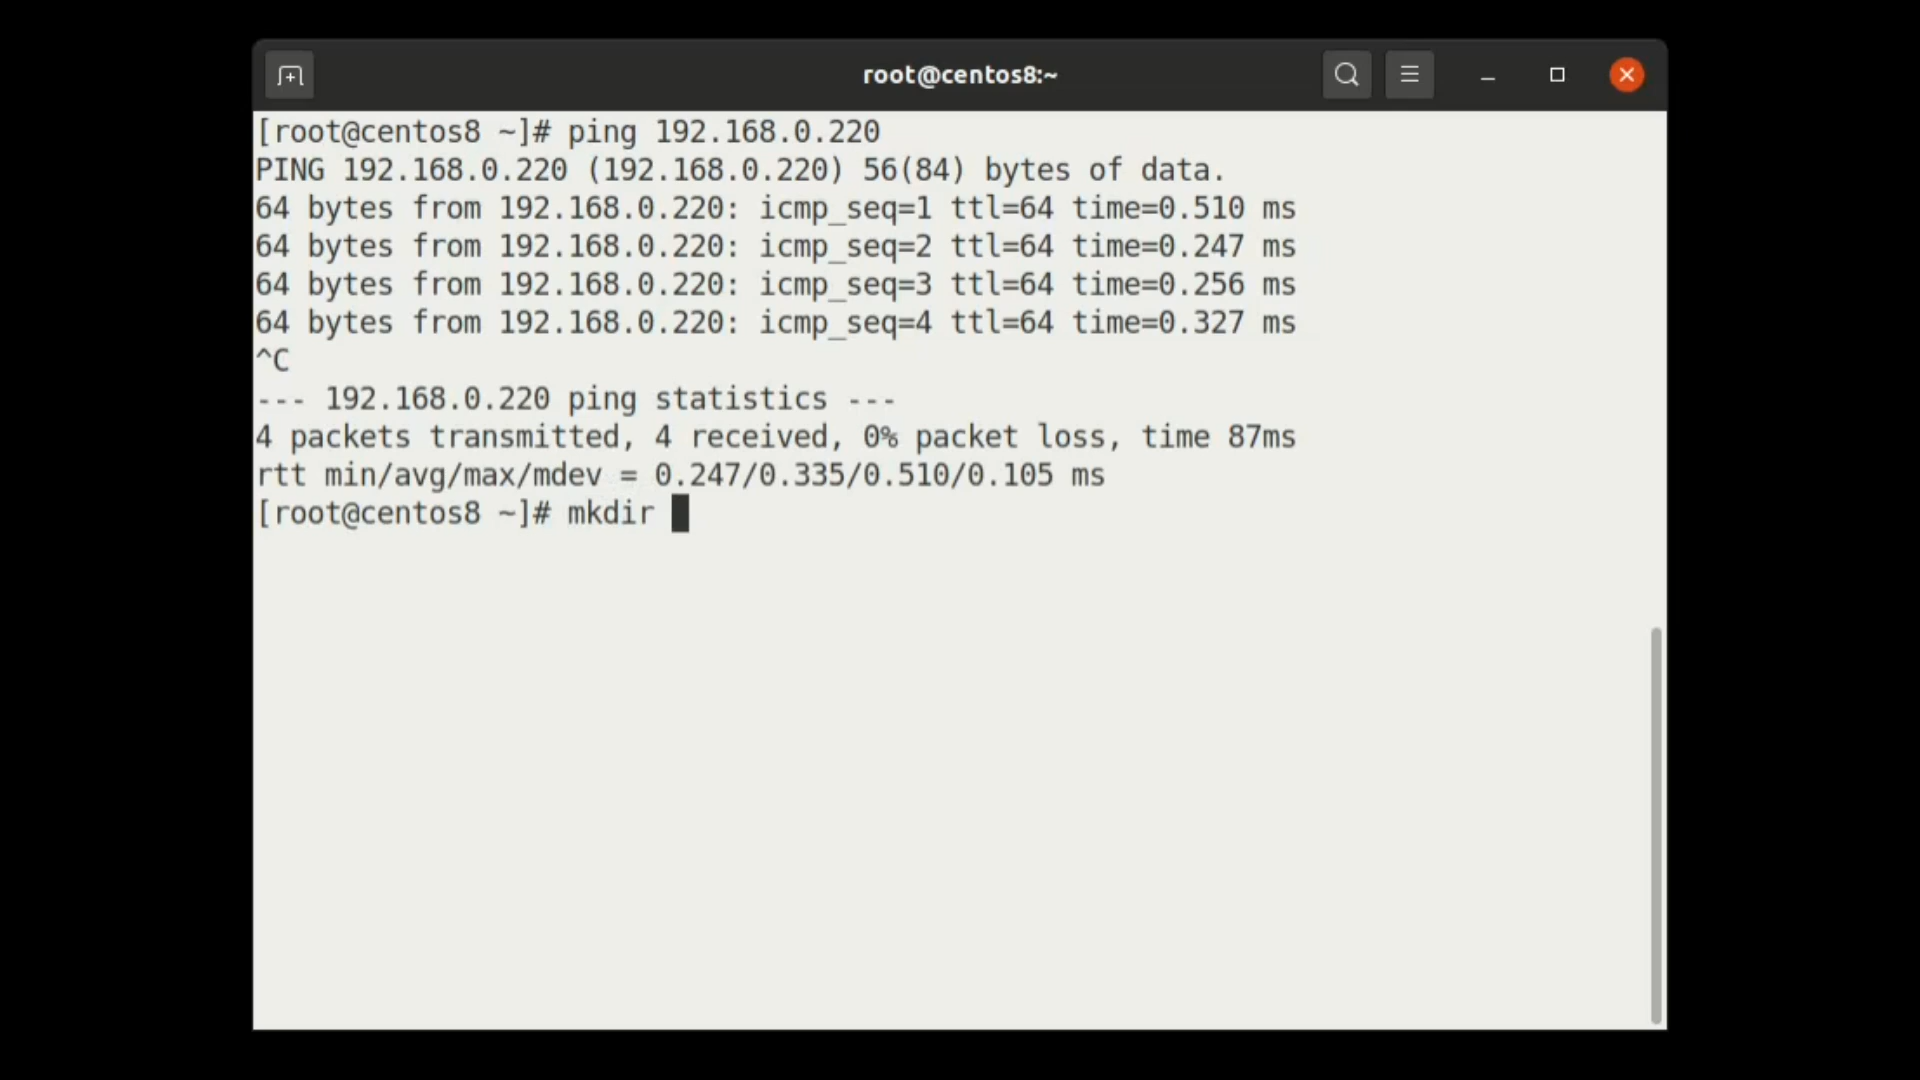 root@centos8:~
[root@centos8 ~]# ping 192.168.0.220
PING 192.168.0.220 (192.168.0.220) 56(84) bytes of data.
64 bytes from 192.168.0.220: icmp_seq=1 ttl=64 time=0.510 ms
64 bytes from 192.168.0.220: icmp_seq=2 ttl=64 time=0.247 ms
64 bytes from 192.168.0.220: icmp_seq=3 ttl=64 time=0.256 ms
64 bytes from 192.168.0.220: icmp_seq=4 ttl=64 time=0.327 ms
^C
--- 192.168.0.220 ping statistics ---
4 packets transmitted, 4 received, 0% packet loss, time 87ms
rtt min/avg/max/mdev = 0.247/0.335/0.510/0.105 ms
[root@centos8 ~]# mkdir